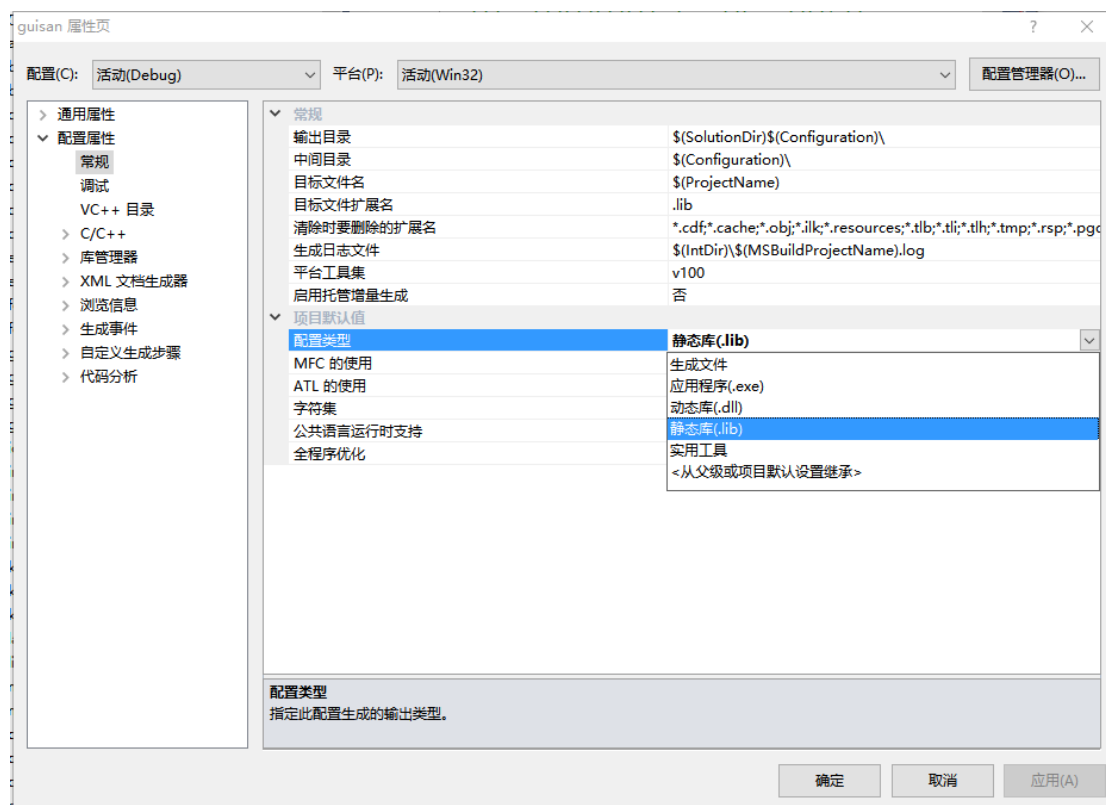 guisan 属性页
配置(C): 活动(Debug) 平台(P): 活动(Win32) 配置管理器(O)...
通用属性
配置属性
常规
调试
VC++ 目录
C/C++
库管理器
XML 文档生成器
浏览信息
生成事件
自定义生成步骤
代码分析
常规
输出目录 $(SolutionDir)$(Configuration)\
中间目录 $(Configuration)\
目标文件名 $(ProjectName)
目标文件扩展名 .lib
清除时要删除的扩展名 *.cdf;*.cache;*.obj;*.ilk;*.resources;*.tlb;*.tli;*.tlh;*.tmp;*.rsp;*.pgc
生成日志文件 $(IntDir)\$(MSBuildProjectName).log
平台工具集 v100
启用托管增量生成 否
项目默认值
配置类型 静态库(.lib)
MFC 的使用
ATL 的使用
字符集
公共语言运行时支持
全程序优化
生成文件
应用程序(.exe)
动态库(.dll)
静态库(.lib)
实用工具
<从父级或项目默认设置继承>
配置类型
指定此配置生成的输出类型。
确定 取消 应用(A)